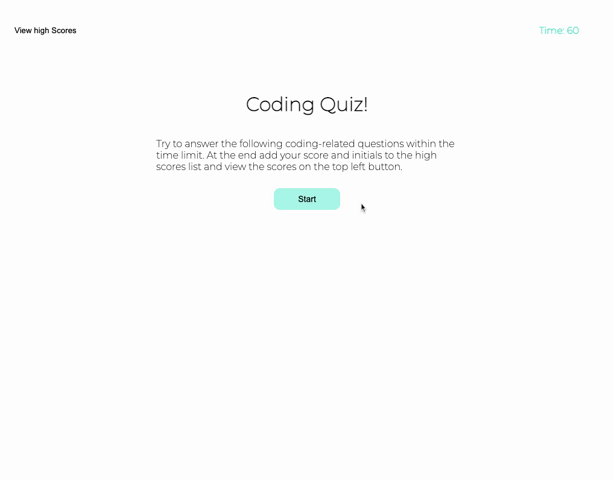 View high Scores
Time: 60
Coding Quiz!
Try to answer the following coding-related questions within the
time limit. At the end add your score and initials to the high
scores list and view the scores on the top left button.
Start